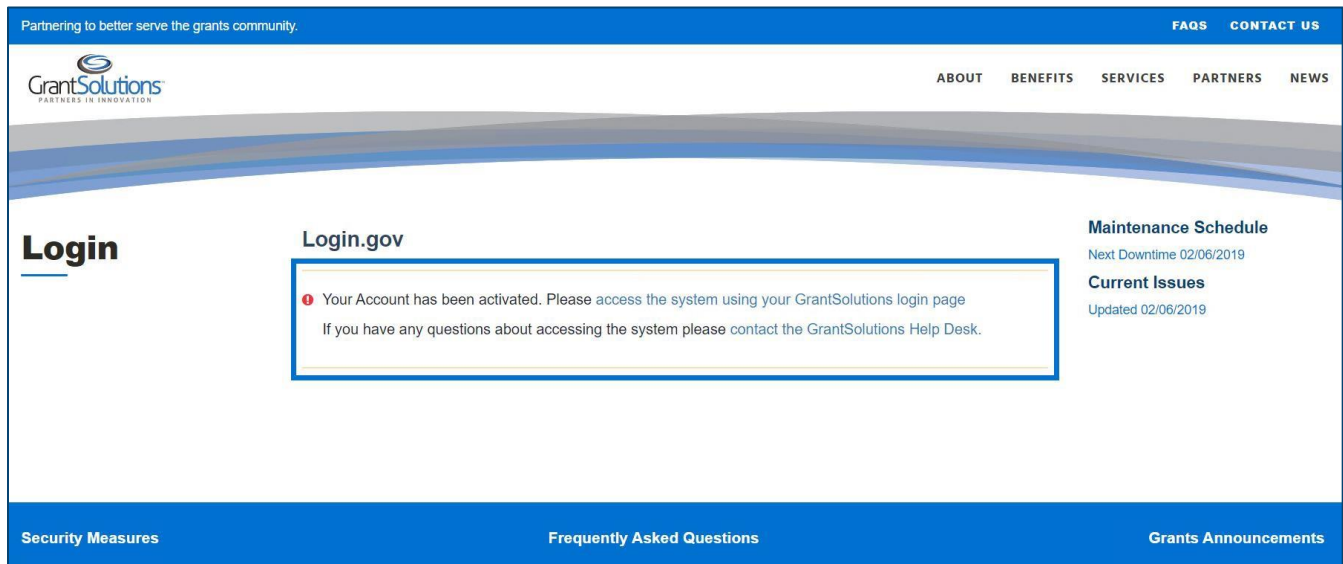 Partnering to better serve the grants community.
FAQS CONTACT US
GrantSolutions
PARTNERS IN INNOVATION
ABOUT BENEFITS SERVICES PARTNERS NEWS
Login
Login.gov
Your Account has been activated. Please access the system using your GrantSolutions login page
If you have any questions about accessing the system please contact the GrantSolutions Help Desk.
Maintenance Schedule
Next Downtime 02/06/2019
Current Issues
Updated 02/06/2019
Security Measures
Frequently Asked Questions
Grants Announcements